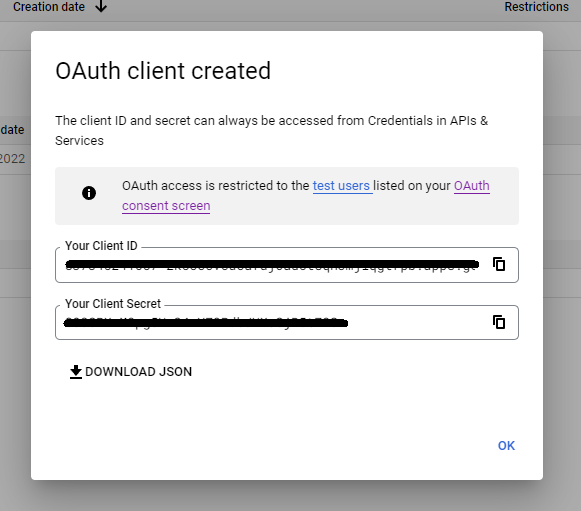 Creation date
Restrictions
OAuth client created
The client ID and secret can always be accessed from Credentials in APIs &
Services
date
2022
OAuth access is restricted to the test users listed on your OAuth
consent screen
Your Client ID
Your Client Secret
DOWNLOAD JSON
OK